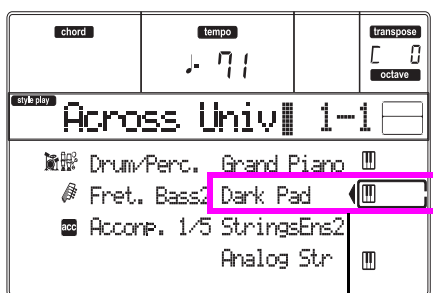 chord tempo transpose
♩= 71 C 0
octave
style play
Across Univ 1-1
Drum/Perc. Grand Piano
Fret. Bass2 Dark Pad
acc Accomp. 1/5 StringsEns2
Analog Str